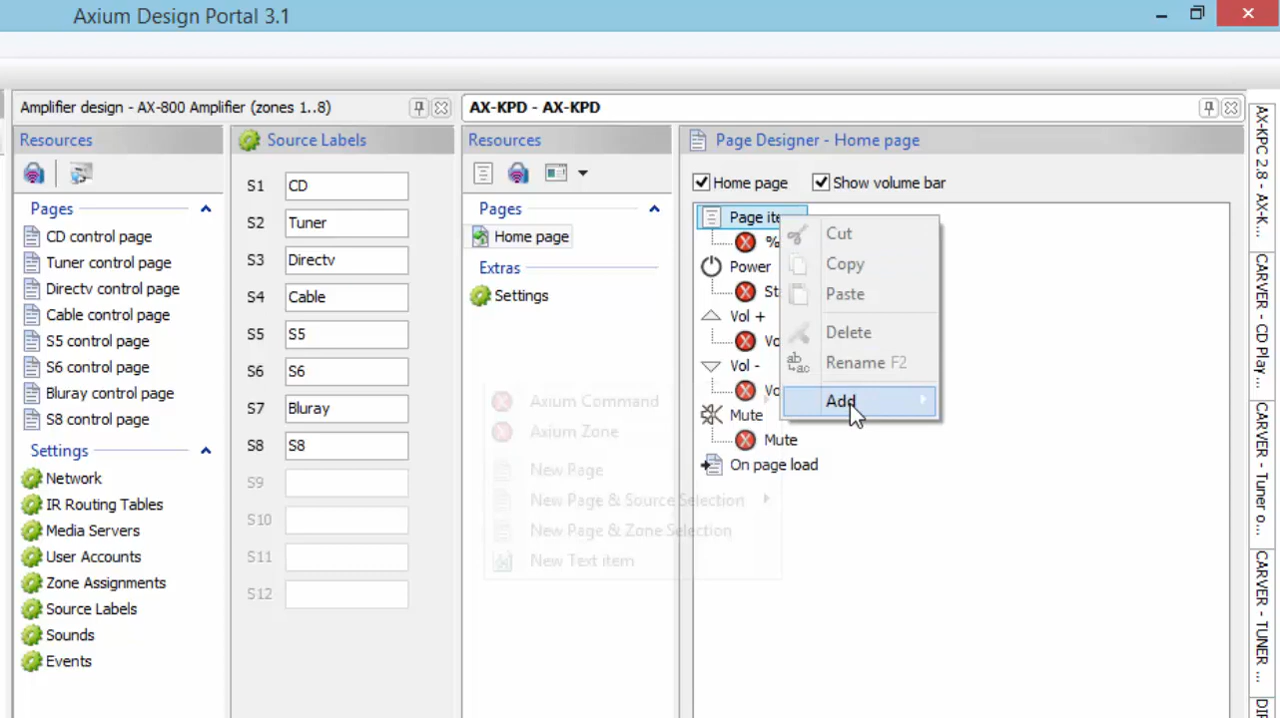 Axium Design Portal 3.1
Amplifier design - AX-800 Amplifier (zones 1..8)
Resources
Pages
CD control page
Tuner control page
Directv control page
Cable control page
S5 control page
S6 control page
Bluray control page
S8 control page
Settings
Network
IR Routing Tables
Media Servers
User Accounts
Zone Assignments
Source Labels
Sounds
Events
Source Labels
S1 CD
S2 Tuner
S3 Directv
S4 Cable
S5 S5
S6 S6
S7 Bluray
S8 S8
S9
S10
S11
S12
AX-KPD - AX-KPD
Resources
Pages
Home page
Extras
Settings
Axium Command
Axium Zone
New Page
New Page & Source Selection
New Page & Zone Selection
New Text item
Page Designer - Home page
Home page
Show volume bar
Page ite
%
Power
St
Vol +
Vo
Vol -
Vo
Mute
Mute
On page load
Cut
Copy
Paste
Delete
Rename F2
Add
AX-KPC 2.8 - AX-K...
CARVER - CD Play...
CARVER - Tuner o...
CARVER - TUNER ...